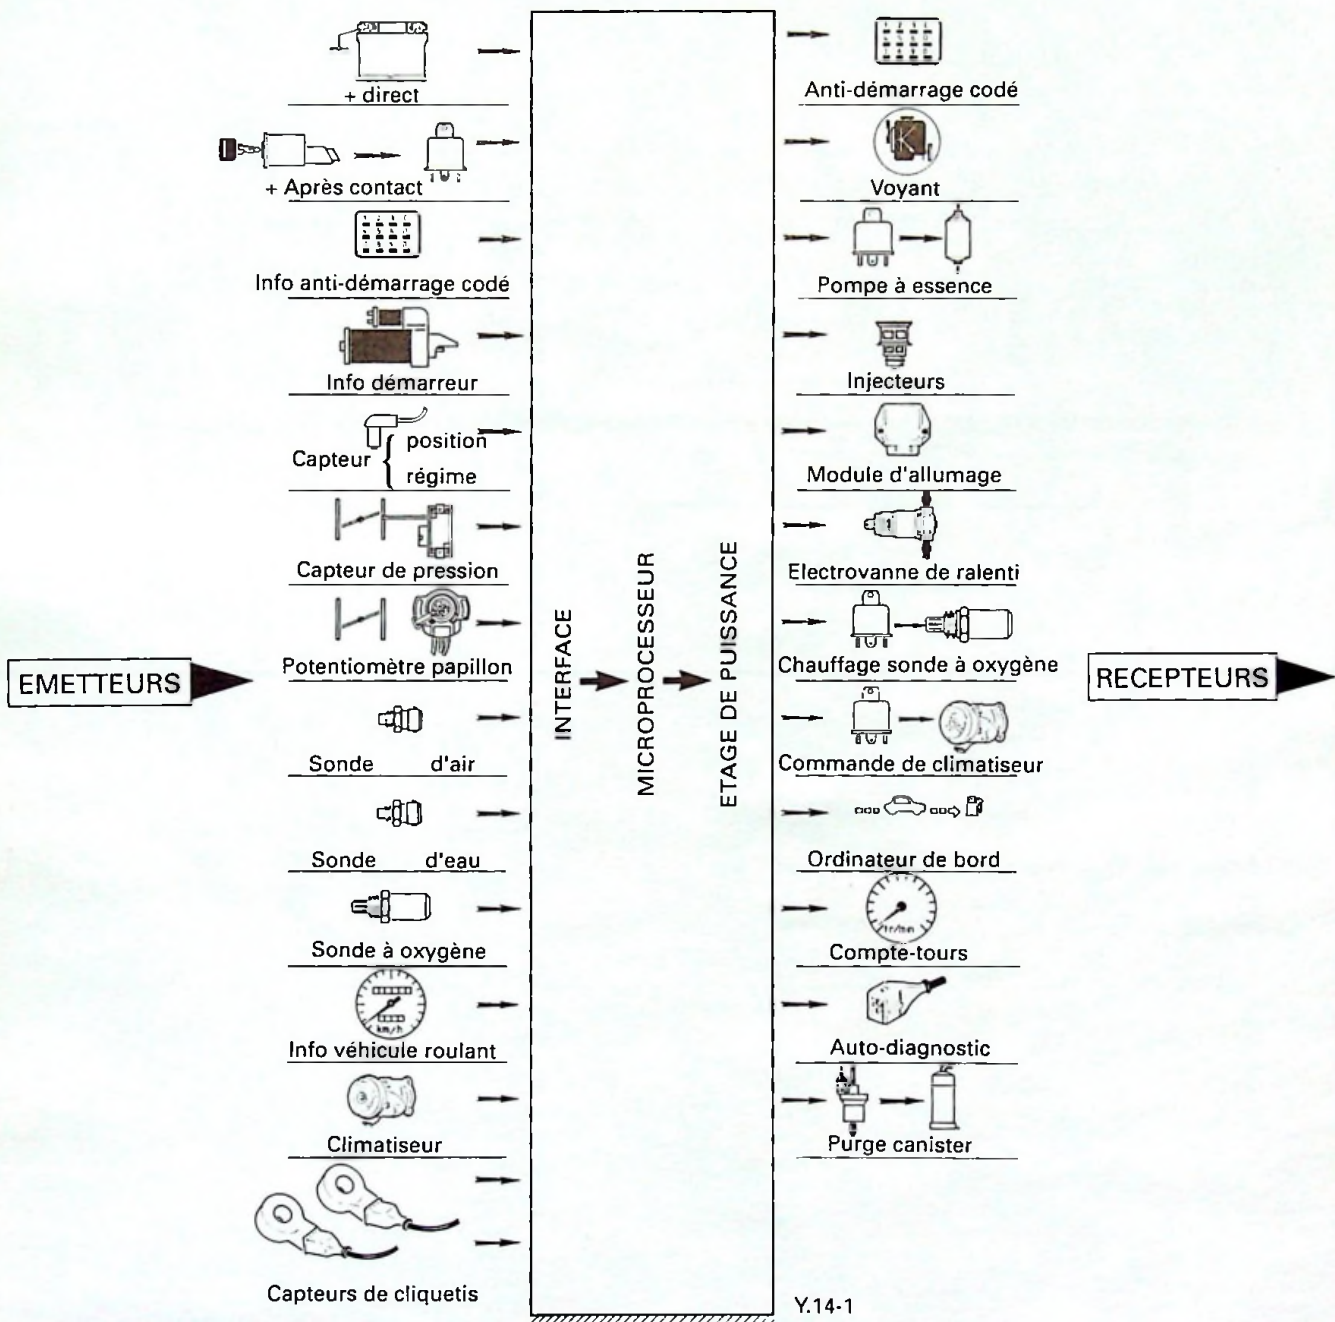 EMETTEURS
+ direct
+ Après contact
Info anti-démarrage codé
Info démarreur
Capteur { position
régime
Capteur de pression
Potentiomètre papillon
Sonde d'air
Sonde d'eau
Sonde à oxygène
km/h
Info véhicule roulant
Climatiseur
Capteurs de cliquetis
INTERFACE
MICROPROCESSEUR
ETAGE DE PUISSANCE
Anti-démarrage codé
Voyant
Pompe à essence
Injecteurs
Module d'allumage
Electrovanne de ralenti
Chauffage sonde à oxygène
Commande de climatiseur
Ordinateur de bord
tr/min
Compte-tours
Auto-diagnostic
Purge canister
RECEPTEURS
Y.14-1